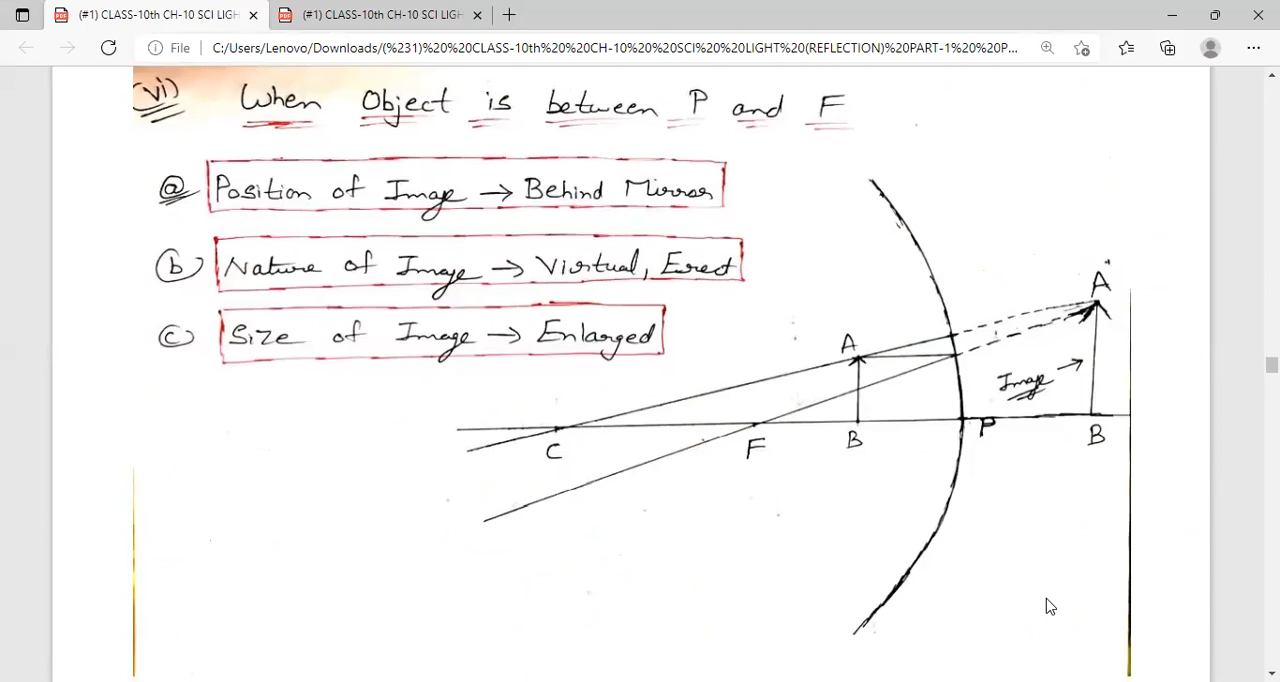 (#1) CLASS-10th CH-10 SCI LIGH
(#1) CLASS-10th CH-10 SCI LIGH
File
C:/Users/Lenovo/Downloads/(%231)%20%20CLASS-10th%20%20CH-10%20%20SCI%20%20LIGHT%20(REFLECTION)%20PART-1%20%20P...
(vi) When Object is between P and F
(a) Position of Image → Behind Mirror
(b) Nature of Image → Virtual, Erect
(c) Size of Image → Enlarged
A"
A
Image →
C
F
B
P
B